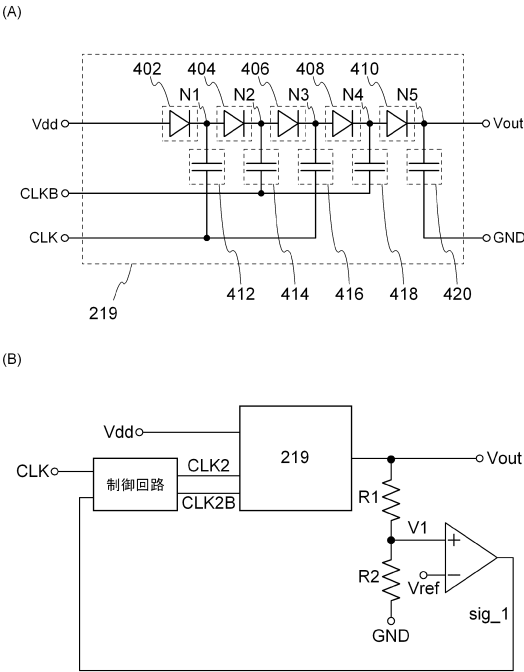 (A)
402 404 406 408 410
N1 N2 N3 N4 N5
Vdd
Vout
CLKB
CLK
GND
412 414 416 418 420
219
(B)
Vdd
219
CLK
制御回路
CLK2
CLK2B
Vout
R1
V1
+
R2
Vref
−
sig_1
GND